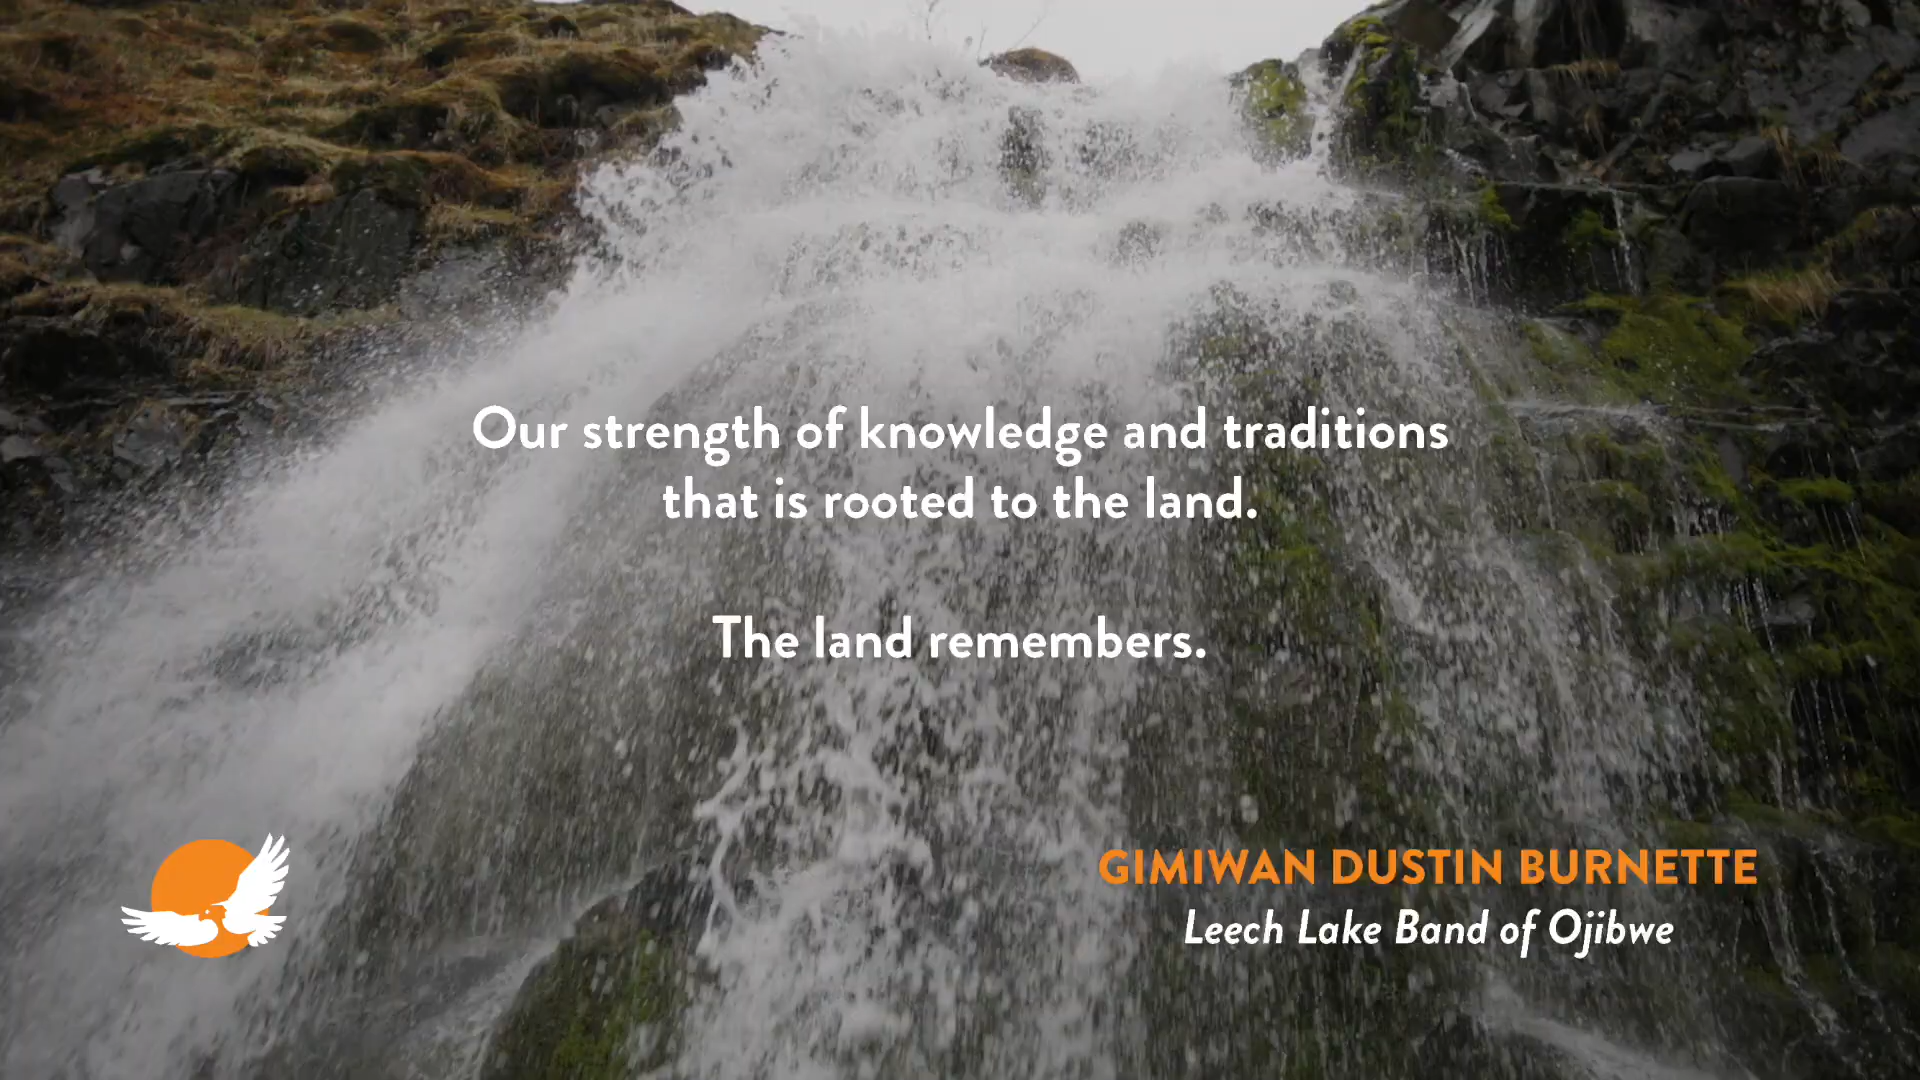 Our strength of knowledge and traditions
that is rooted to the land.
The land remembers.
GIMIWAN DUSTIN BURNETTE
Leech Lake Band of Ojibwe